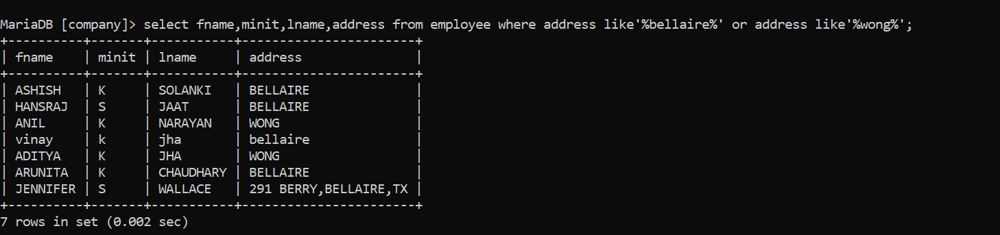 MariaDB [company]> select fname,minit,lname,address from employee where address like'%bellaire%' or address like'%wong%';
+----------+-------+-----------+-----------------------+
| fname    | minit | lname     | address               |
+----------+-------+-----------+-----------------------+
| ASHISH   | K     | SOLANKI   | BELLAIRE              |
| HANSRAJ  | S     | JAAT      | BELLAIRE              |
| ANIL     | K     | NARAYAN   | WONG                  |
| vinay    | k     | jha       | bellaire              |
| ADITYA   | K     | JHA       | WONG                  |
| ARUNITA  | K     | CHAUDHARY | BELLAIRE              |
| JENNIFER | S     | WALLACE   | 291 BERRY,BELLAIRE,TX |
+----------+-------+-----------+-----------------------+
7 rows in set (0.002 sec)